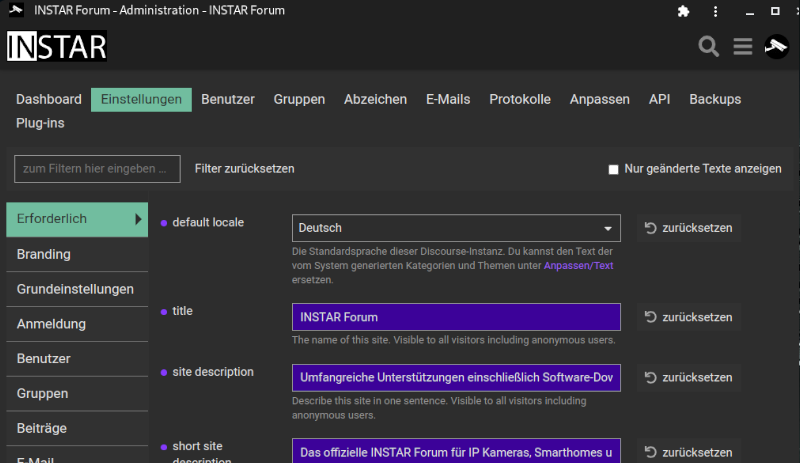 INSTAR Forum - Administration - INSTAR Forum
INSTAR
Dashboard Einstellungen Benutzer Gruppen Abzeichen E-Mails Protokolle Anpassen API Backups
Plug-ins
zum Filtern hier eingeben ... Filter zurücksetzen Nur geänderte Texte anzeigen
Erforderlich
Branding
Grundeinstellungen
Anmeldung
Benutzer
Gruppen
Beiträge
E-Mail
default locale
Deutsch
zurücksetzen
Die Standardsprache dieser Discourse-Instanz. Du kannst den Text der
vom System generierten Kategorien und Themen unter Anpassen/Text
ersetzen.
title
INSTAR Forum
zurücksetzen
The name of this site. Visible to all visitors including anonymous users.
site description
Umfangreiche Unterstützungen einschließlich Software-Dov
zurücksetzen
Describe this site in one sentence. Visible to all visitors including
anonymous users.
short site
description
Das offizielle INSTAR Forum für IP Kameras, Smarthomes u
zurücksetzen